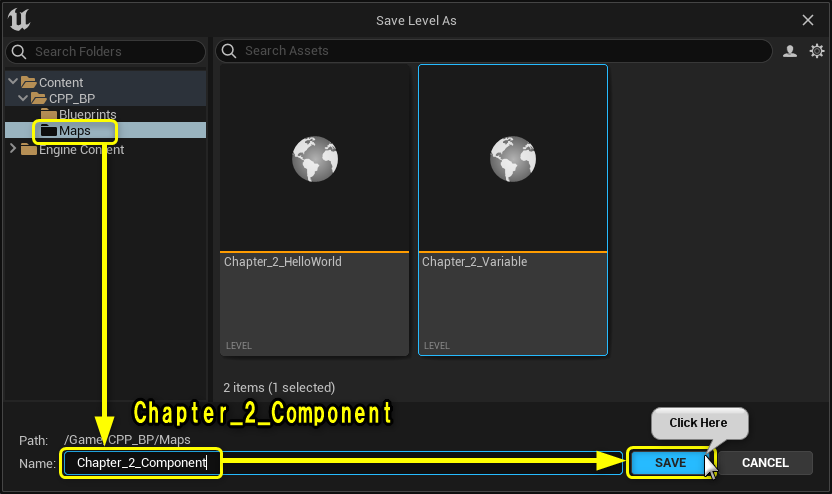 Save Level As
Search Folders
Search Assets
Content
CPP_BP
Blueprints
Maps
Engine Content
Chapter_2_HelloWorld
LEVEL
Chapter_2_Variable
LEVEL
2 items (1 selected)
Chapter_2_Component
Click Here
Path: /Game/CPP_BP/Maps
Name: Chapter_2_Component
SAVE
CANCEL